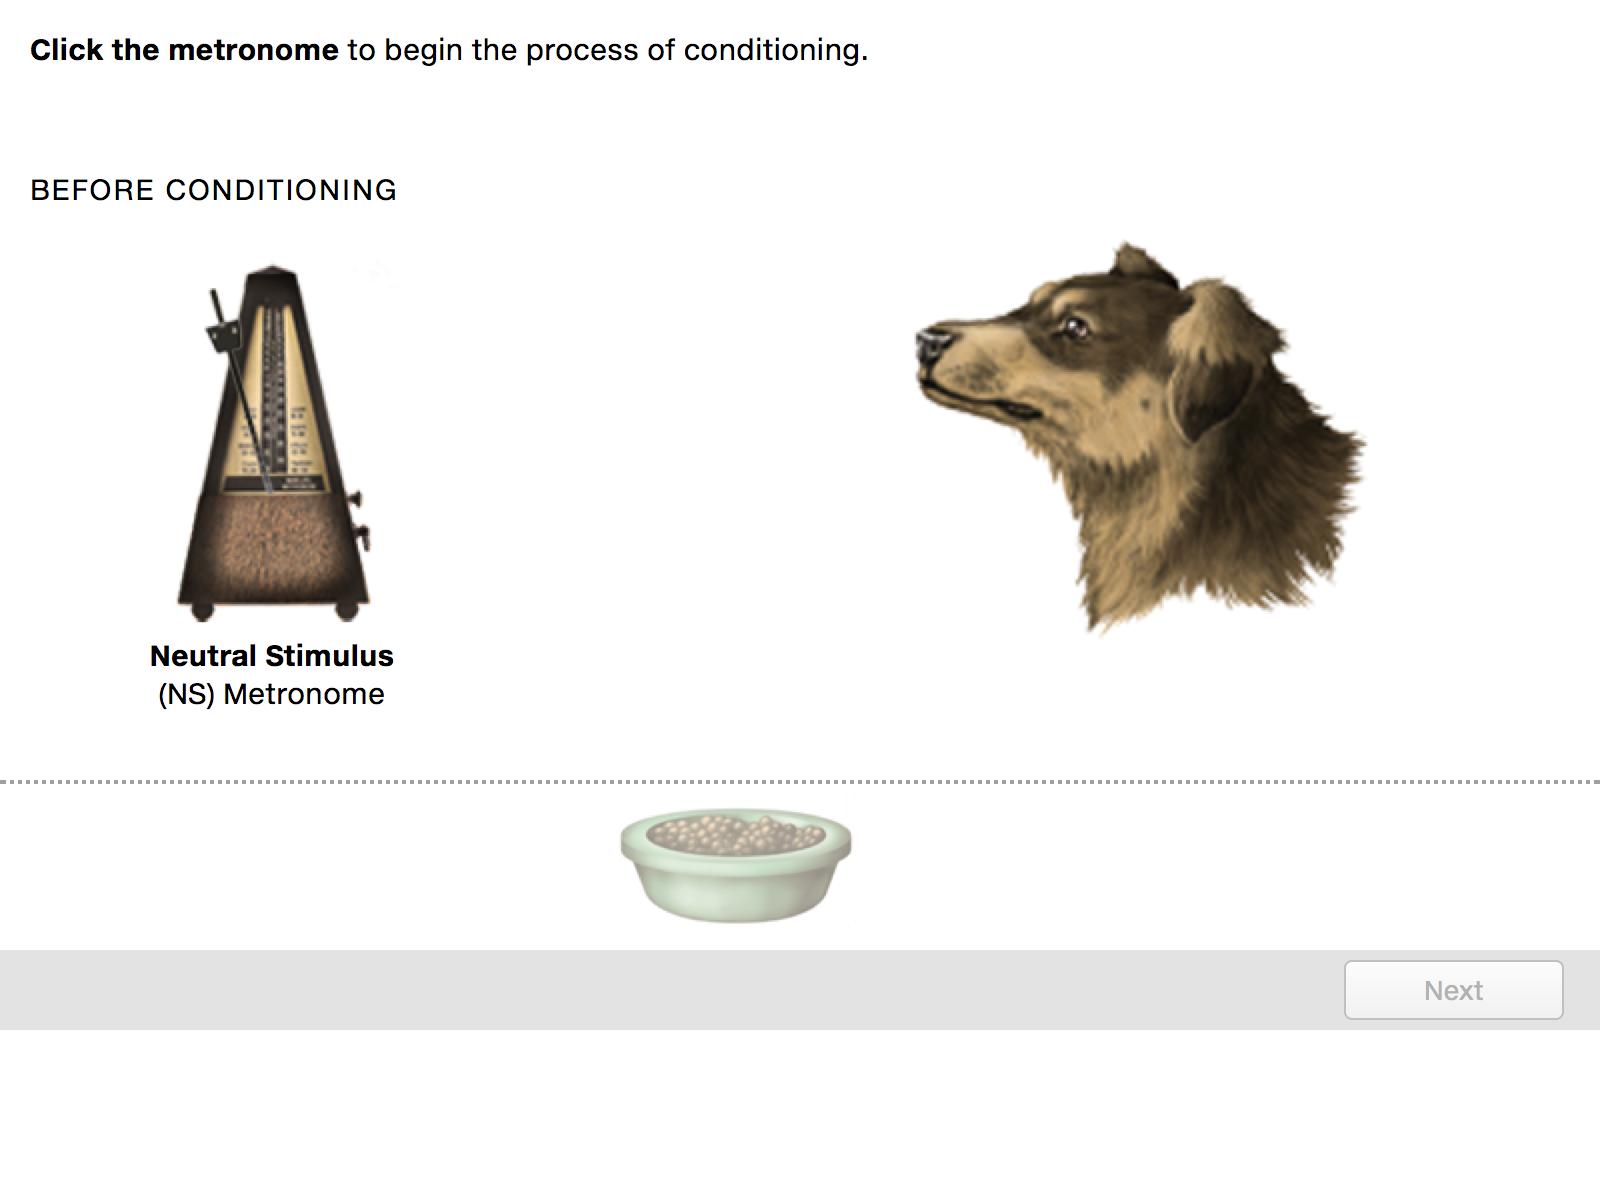 Click the metronome to begin the process of conditioning.
BEFORE CONDITIONING
Neutral Stimulus
(NS) Metronome
Next